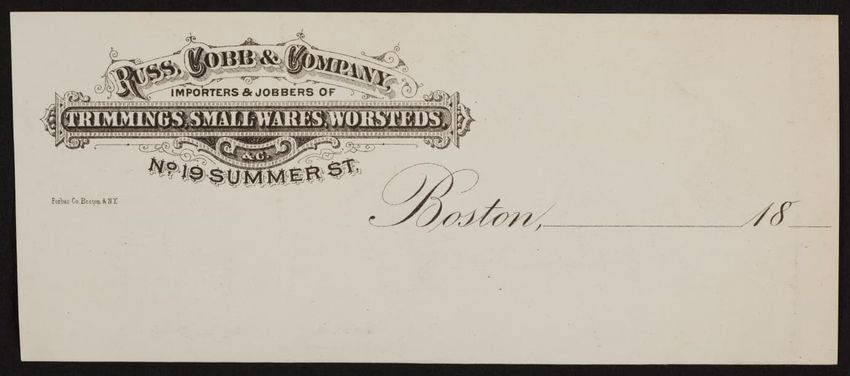 Russ, Cobb & Company,
IMPORTERS & JOBBERS OF
TRIMMINGS, SMALL WARES, WORSTEDS,
&C.
No 19 SUMMER ST.
Forbes Co. Boston & N.Y.
Boston, 18